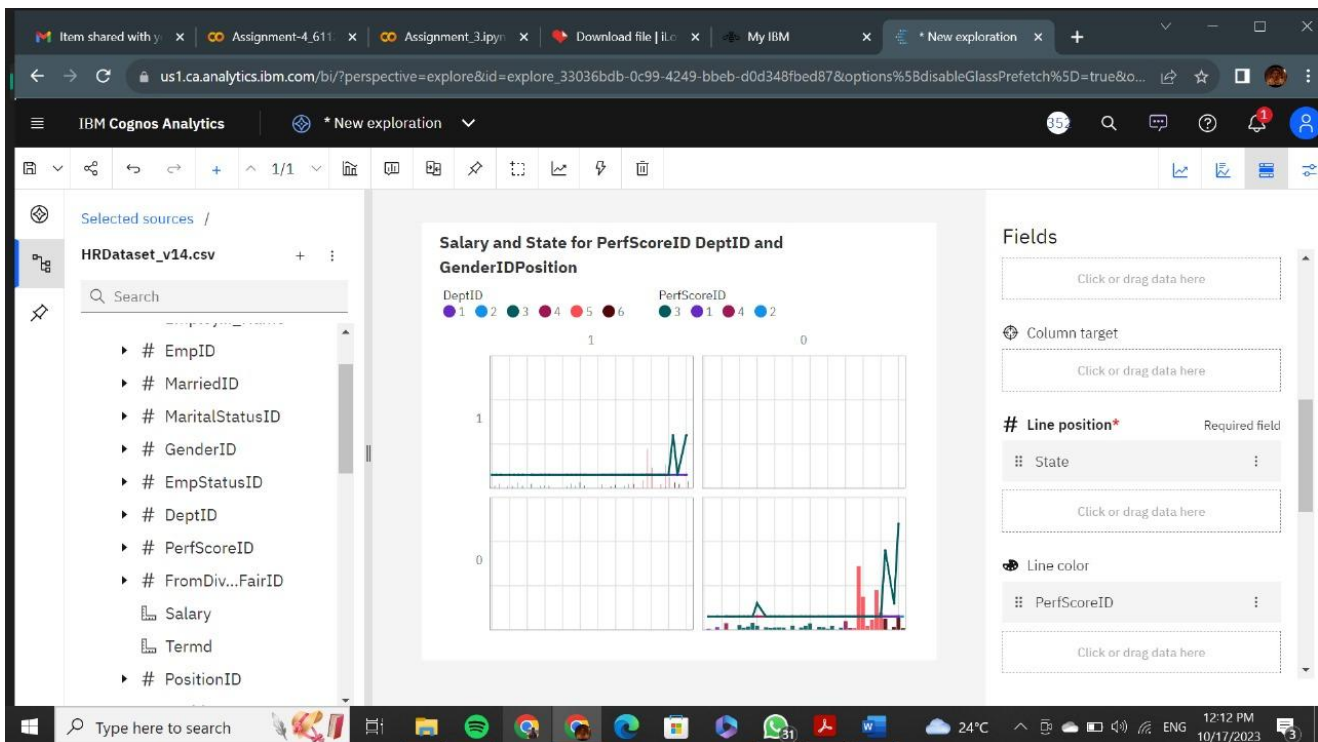 Item shared with y
Assignment-4_611
Assignment_3.ipyn
Download file | iLo
My IBM
* New exploration
us1.ca.analytics.ibm.com/bi/?perspective=explore&id=explore_33036bdb-0c99-4249-bbeb-d0d348fbed87&options%5BdisableGlassPrefetch%5D=true&o...
IBM Cognos Analytics
* New exploration
352
1
1/1
Selected sources /
HRDataset_v14.csv
Search
# EmpID
# MarriedID
# MaritalStatusID
# GenderID
# EmpStatusID
# DeptID
# PerfScoreID
# FromDiv...FairID
Salary
Termd
# PositionID
Salary and State for PerfScoreID DeptID and
GenderIDPosition
DeptID
1 2 3 4 5 6
PerfScoreID
3 1 4 2
1 0
1
0
Fields
Click or drag data here
Column target
Click or drag data here
# Line position* Required field
State
Click or drag data here
Line color
PerfScoreID
Click or drag data here
Type here to search
31
24°C
ENG
12:12 PM
10/17/2023
3